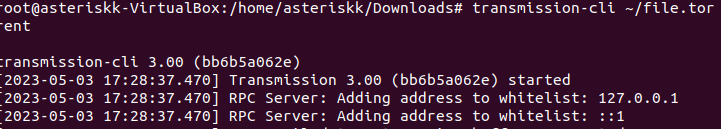 root@asteriskk-VirtualBox:/home/asteriskk/Downloads# transmission-cli ~/file.tor
rent
transmission-cli 3.00 (bb6b5a062e)
[2023-05-03 17:28:37.470] Transmission 3.00 (bb6b5a062e) started
[2023-05-03 17:28:37.470] RPC Server: Adding address to whitelist: 127.0.0.1
[2023-05-03 17:28:37.470] RPC Server: Adding address to whitelist: ::1